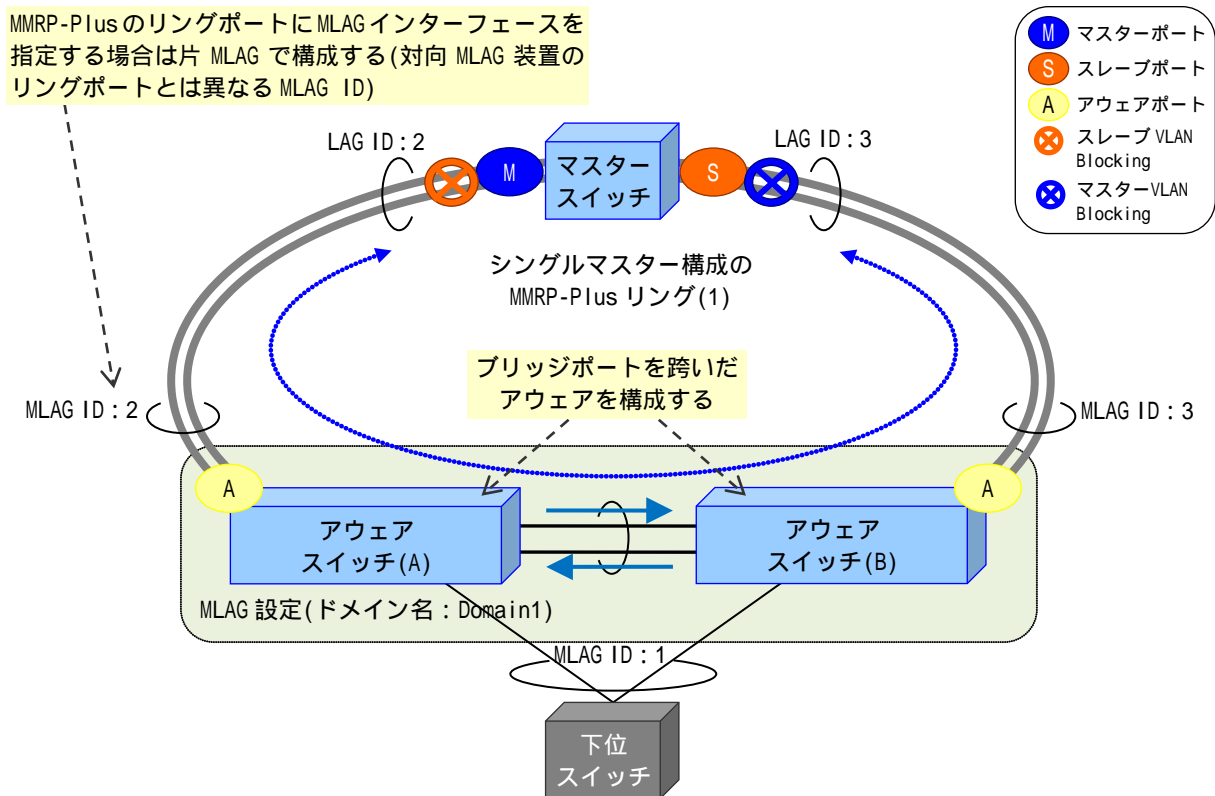 MMRP-Plusのリングポートに MLAG インターフェースを
指定する場合は片 MLAG で構成する(対向 MLAG 装置の
リングポートとは異なる MLAG ID)
M マスターポート
S スレーブポート
A アウェアポート
スレーブ VLAN
Blocking
マスターVLAN
Blocking
LAG ID：2
LAG ID：3
M
マスター
スイッチ
S
シングルマスター構成の
MMRP-Plus リング(1)
ブリッジポートを跨いだ
アウェアを構成する
MLAG ID：2
MLAG ID：3
A
A
アウェア
スイッチ(A)
アウェア
スイッチ(B)
MLAG 設定(ドメイン名：Domain1)
MLAG ID：1
下位
スイッチ